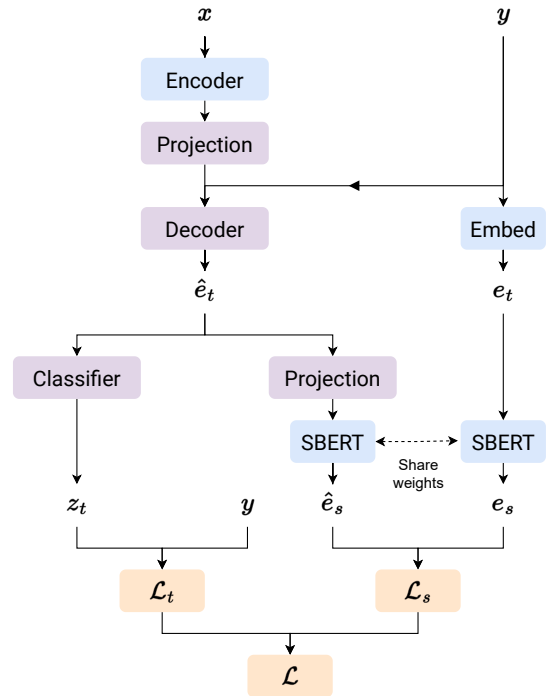 x y
Encoder
Projection
Decoder Embed
ê_t e_t
Classifier Projection
SBERT SBERT
Share
weights
z_t y ê_s e_s
ℒ_t ℒ_s
ℒ